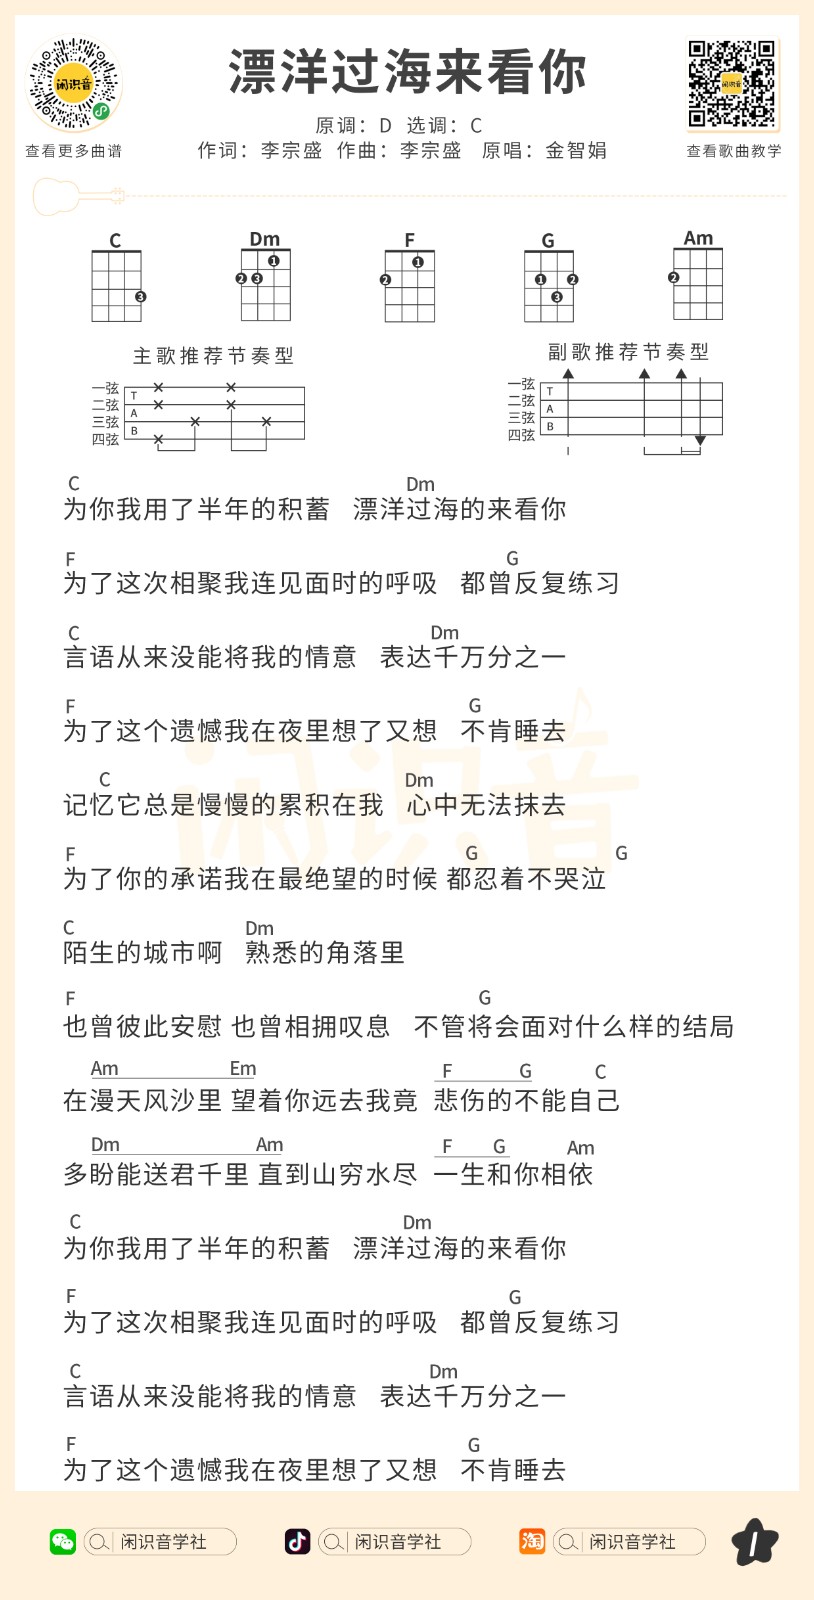 闲识音
漂洋过海来看你
闲识音
原调：D 选调：C
查看更多曲谱
作词：李宗盛 作曲：李宗盛 原唱：金智娟
查看歌曲教学
C Dm F G Am
3
1
2 3
1
2
1 2
3
2
主歌推荐节奏型
副歌推荐节奏型
一弦
二弦
三弦
四弦
T
A
B
一弦
二弦
三弦
四弦
T
A
B
C Dm
为你我用了半年的积蓄 漂洋过海的来看你
F G
为了这次相聚我连见面时的呼吸 都曾反复练习
C Dm
言语从来没能将我的情意 表达千万分之一
F G
为了这个遗憾我在夜里想了又想 不肯睡去
C Dm
记忆它总是慢慢的累积在我 心中无法抹去
F G G
为了你的承诺我在最绝望的时候 都忍着不哭泣
C Dm
陌生的城市啊 熟悉的角落里
F G
也曾彼此安慰 也曾相拥叹息 不管将会面对什么样的结局
Am Em F G C
在漫天风沙里 望着你远去我竟 悲伤的不能自己
Dm Am F G Am
多盼能送君千里 直到山穷水尽 一生和你相依
C Dm
为你我用了半年的积蓄 漂洋过海的来看你
F G
为了这次相聚我连见面时的呼吸 都曾反复练习
C Dm
言语从来没能将我的情意 表达千万分之一
F G
为了这个遗憾我在夜里想了又想 不肯睡去
闲识音
闲识音学社
闲识音学社
淘 闲识音学社
1